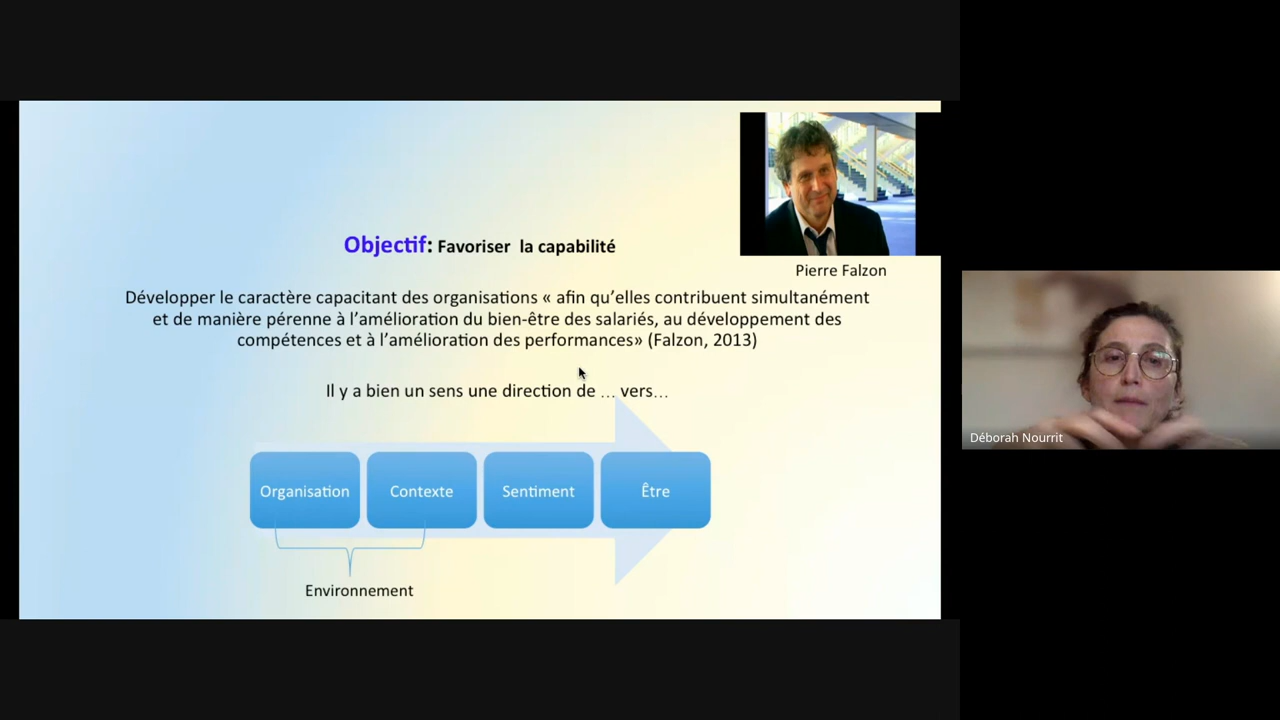 Objectif: Favoriser  la capabilité
Pierre Falzon
Développer le caractère capacitant des organisations « afin qu’elles contribuent simultanément
et de manière pérenne à l’amélioration du bien-être des salariés, au développement des
compétences et à l’amélioration des performances» (Falzon, 2013)
Il y a bien un sens une direction de … vers…
Organisation
Contexte
Sentiment
Être
Environnement
Déborah Nourrit